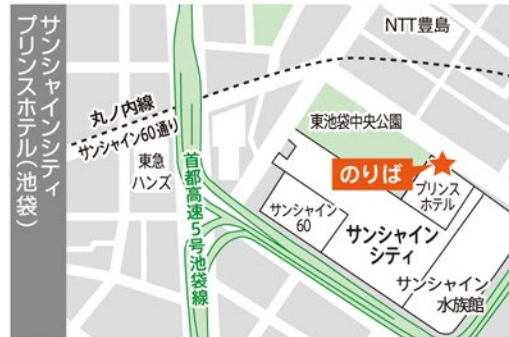 サンシャインシティ
プリンスホテル(池袋)
NTT豊島
丸ノ内線
サンシャイン60通り
東池袋中央公園
東急
ハンズ
首都高速5号池袋線
のりば
プリンス
ホテル
サンシャイン
60
サンシャイン
シティ
サンシャイン
水族館